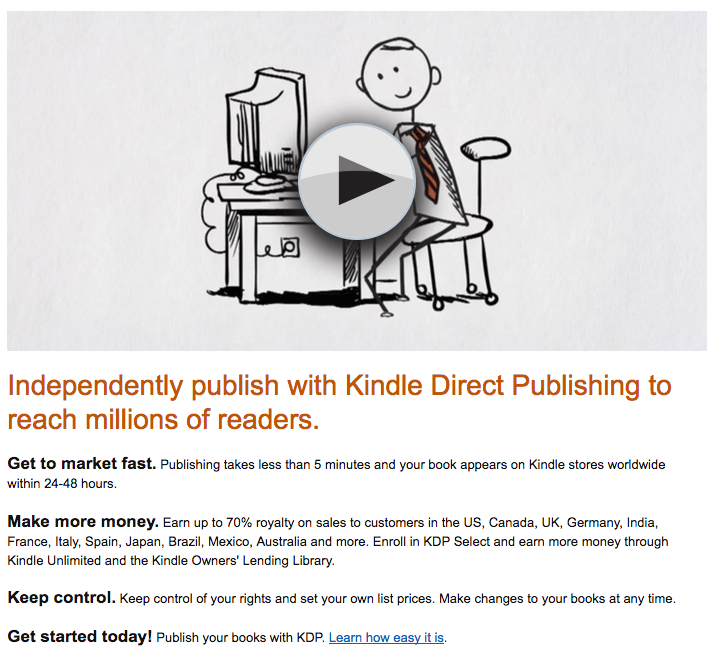 Independently publish with Kindle Direct Publishing to
reach millions of readers.
Get to market fast. Publishing takes less than 5 minutes and your book appears on Kindle stores worldwide
within 24-48 hours.
Make more money. Earn up to 70% royalty on sales to customers in the US, Canada, UK, Germany, India,
France, Italy, Spain, Japan, Brazil, Mexico, Australia and more. Enroll in KDP Select and earn more money through
Kindle Unlimited and the Kindle Owners' Lending Library.
Keep control. Keep control of your rights and set your own list prices. Make changes to your books at any time.
Get started today! Publish your books with KDP. Learn how easy it is.